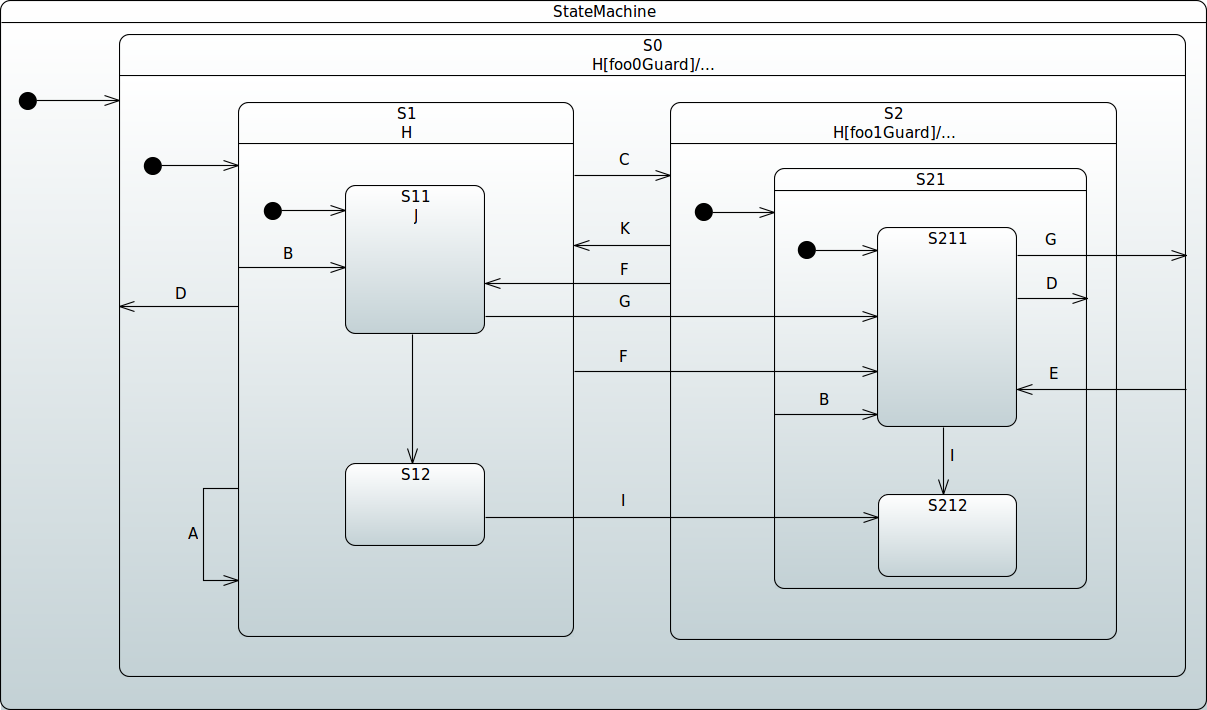 StateMachine
S0
H[foo0Guard]/...
S1
H
S2
H[foo1Guard]/...
C
S21
S11
J
K
S211
G
B
F
D
D
G
F
E
B
I
S12
I
S212
A